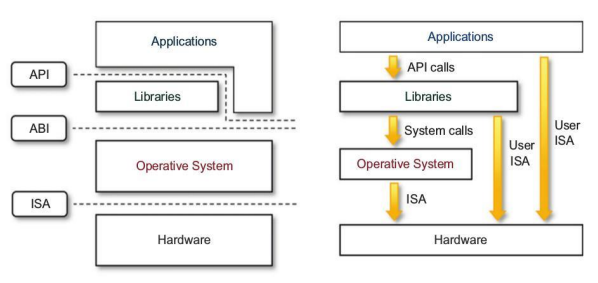 Applications
API
Libraries
ABI
Operative System
ISA
Hardware
Applications
API calls
Libraries
System calls
User
ISA
User
ISA
Operative System
ISA
Hardware